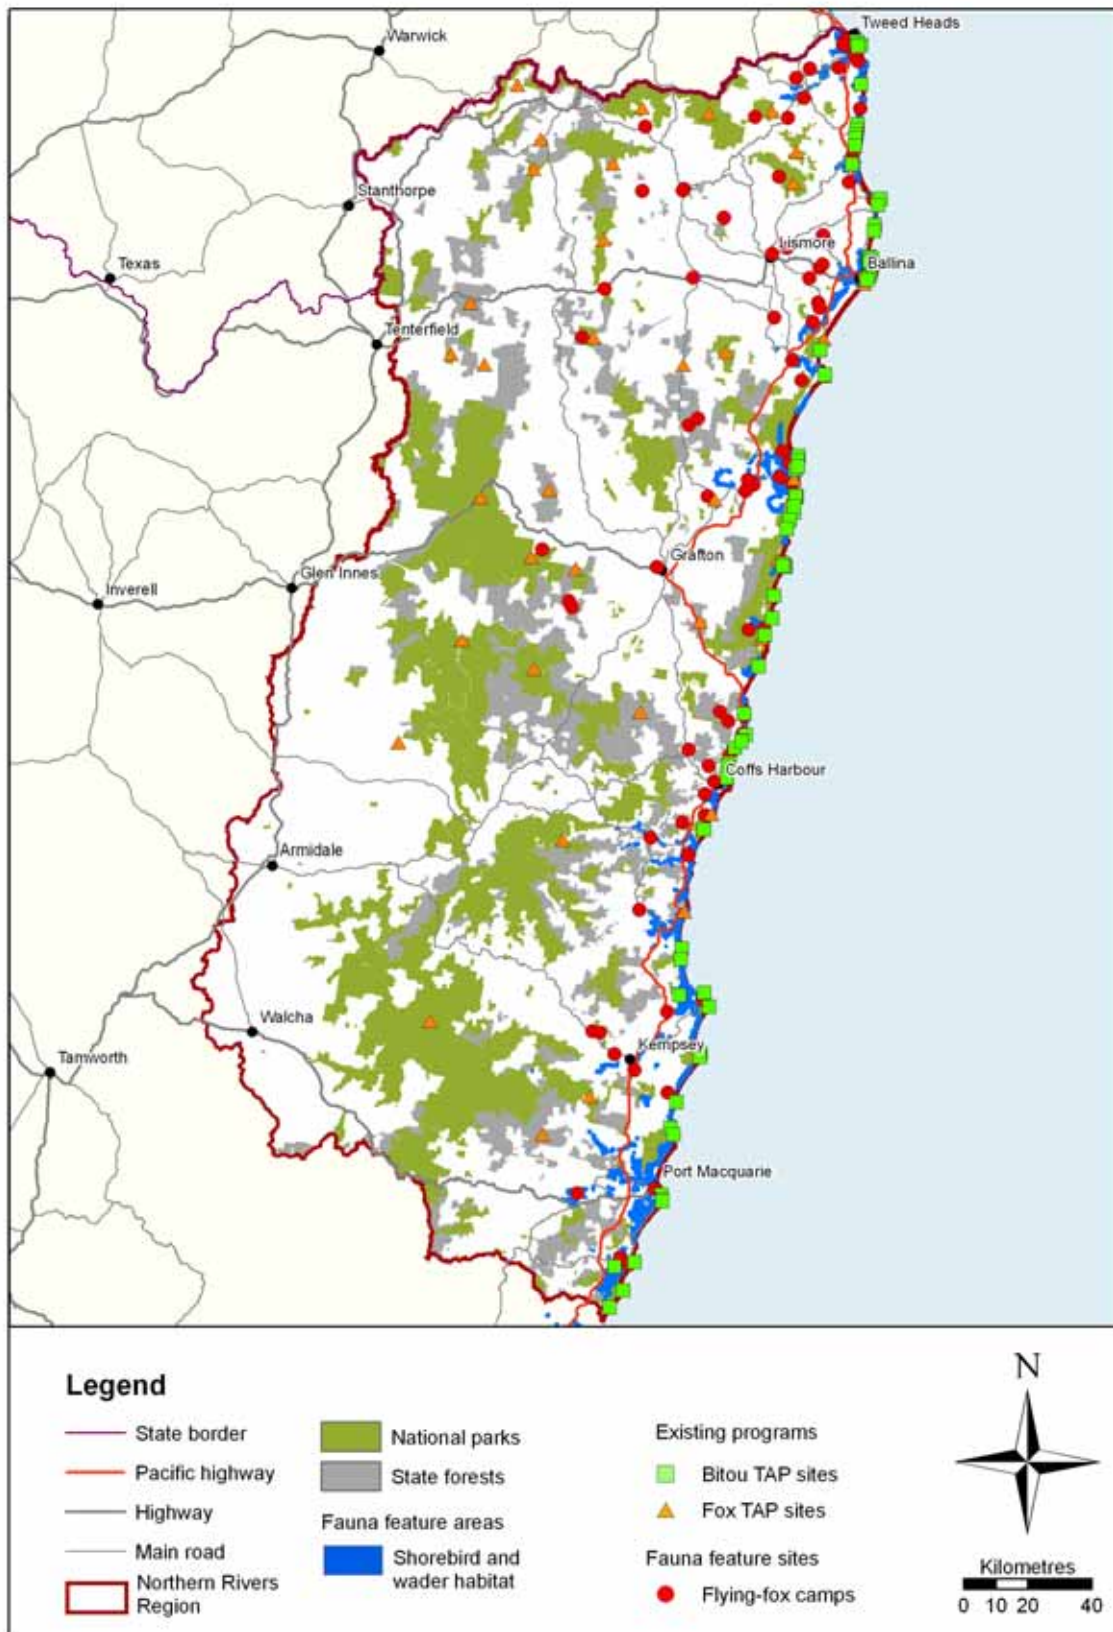 Tweed Heads
Warwick
Stanthorpe
Texas
Lismore
Ballina
Tenterfield
Grafton
Glen Innes
Inverell
Coffs Harbour
Armidale
Walcha
Kempsey
Tamworth
Port Macquarie
Legend
State border
Pacific highway
Highway
Main road
Northern Rivers
Region
National parks
State forests
Fauna feature areas
Shorebird and
wader habitat
Existing programs
Bitou TAP sites
Fox TAP sites
Fauna feature sites
Flying-fox camps
N
Kilometres
0 10 20 40